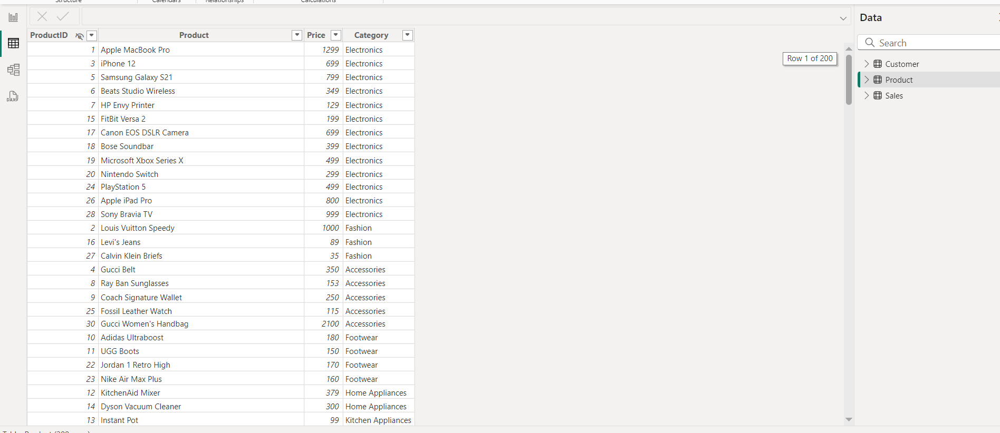 Structure Calendars Relationships Calculations
Data
Search
Customer
Product
Sales
Row 1 of 200
ProductID Product Price Category
1 Apple MacBook Pro 1299 Electronics
3 iPhone 12 699 Electronics
5 Samsung Galaxy S21 799 Electronics
6 Beats Studio Wireless 349 Electronics
7 HP Envy Printer 129 Electronics
15 FitBit Versa 2 199 Electronics
17 Canon EOS DSLR Camera 699 Electronics
18 Bose Soundbar 399 Electronics
19 Microsoft Xbox Series X 499 Electronics
20 Nintendo Switch 299 Electronics
24 PlayStation 5 499 Electronics
26 Apple iPad Pro 800 Electronics
28 Sony Bravia TV 999 Electronics
2 Louis Vuitton Speedy 1000 Fashion
16 Levi's Jeans 89 Fashion
27 Calvin Klein Briefs 35 Fashion
4 Gucci Belt 350 Accessories
8 Ray Ban Sunglasses 153 Accessories
9 Coach Signature Wallet 250 Accessories
25 Fossil Leather Watch 115 Accessories
30 Gucci Women's Handbag 2100 Accessories
10 Adidas Ultraboost 180 Footwear
11 UGG Boots 150 Footwear
22 Jordan 1 Retro High 170 Footwear
23 Nike Air Max Plus 160 Footwear
12 KitchenAid Mixer 379 Home Appliances
14 Dyson Vacuum Cleaner 300 Home Appliances
13 Instant Pot 99 Kitchen Appliances
DAX